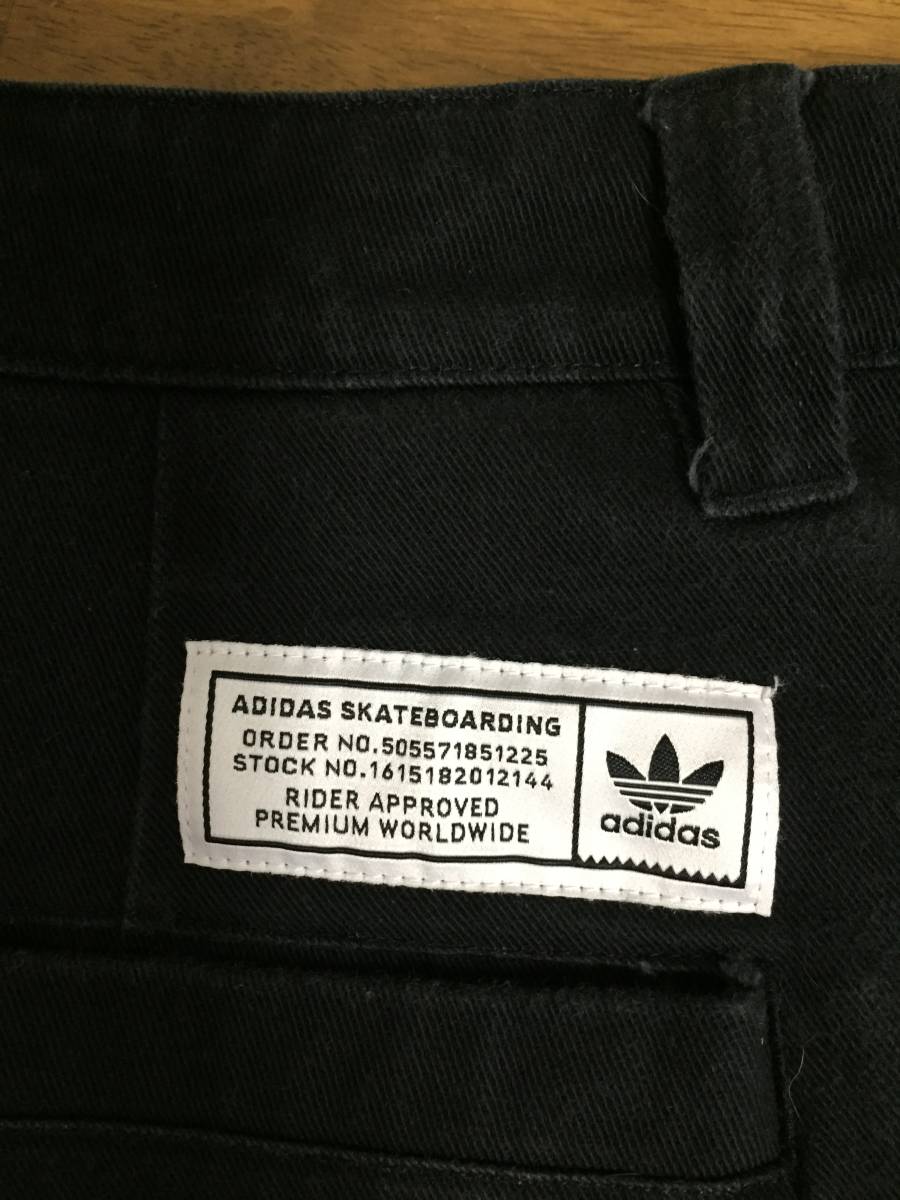 ADIDAS SKATEBOARDING
ORDER NO.505571851225
STOCK NO.1615182012144
RIDER APPROVED
PREMIUM WORLDWIDE
adidas